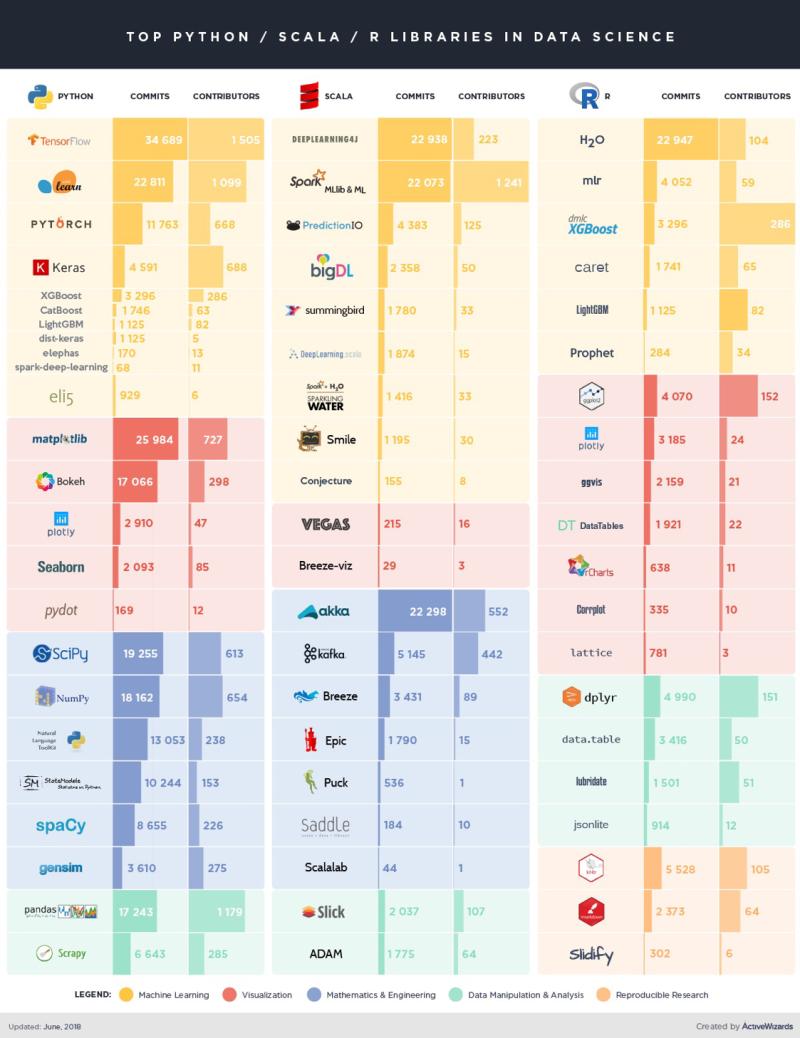 TOP PYTHON / SCALA / R LIBRARIES IN DATA SCIENCE
PYTHON COMMITS CONTRIBUTORS
TensorFlow 34 689 1 505
learn 22 811 1 099
PYTORCH 11 763 668
K Keras 4 591 688
XGBoost 3 296 286
CatBoost 1 746 63
LightGBM 1 125 82
dist-keras 1 125 5
elephas 170 13
spark-deep-learning 68 11
eli5 929 6
matplotlib 25 984 727
Bokeh 17 066 298
plotly 2 910 47
Seaborn 2 093 85
pydot 169 12
SciPy 19 255 613
NumPy 18 162 654
Natural
Language
ToolKit 13 053 238
SM StatsModels
Statistics in Python 10 244 153
spaCy 8 655 226
gensim 3 610 275
pandas 17 243 1 179
Scrapy 6 643 285
SCALA COMMITS CONTRIBUTORS
DEEPLEARNING4J 22 938 223
Spark MLlib & ML 22 073 1 241
PredictionIO 4 383 125
bigDL 2 358 50
summingbird 1 780 33
DeepLearning.scala 1 874 15
Spark + H2O
SPARKLING
WATER 1 416 33
Smile 1 195 30
Conjecture 155 8
VEGAS 215 16
Breeze-viz 29 3
akka 22 298 552
kafka 5 145 442
Breeze 3 431 89
Epic 1 790 15
Puck 536 1
saddle 184 10
Scalalab 44 1
Slick 2 037 107
ADAM 1 775 64
R R COMMITS CONTRIBUTORS
H2O 22 947 104
mlr 4 052 59
dmlc
XGBoost 3 296 286
caret 1 741 65
LightGBM 1 125 82
Prophet 284 34
ggplot2 4 070 152
plotly 3 185 24
ggvis 2 159 21
DT DataTables 1 921 22
rCharts 638 11
Corrplot 335 10
lattice 781 3
dplyr 4 990 151
data.table 3 416 50
lubridate 1 501 51
jsonlite 914 12
knitr 5 528 105
rmarkdown 2 373 64
Slidify 302 6
LEGEND: Machine Learning Visualization Mathematics & Engineering Data Manipulation & Analysis Reproducible Research
Updated: June, 2018
Created by ActiveWizards